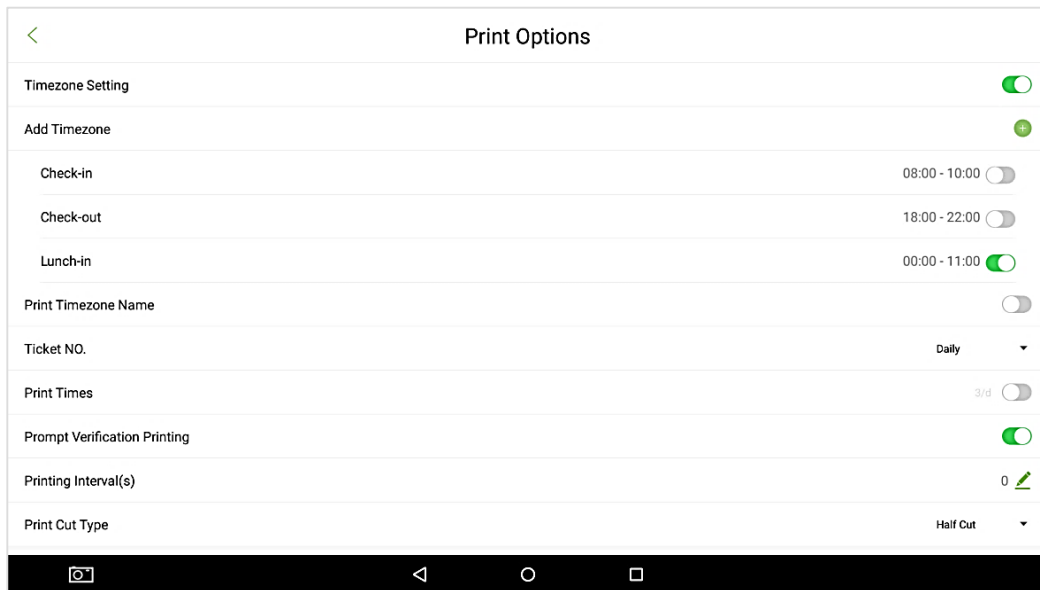 Print Options
Timezone Setting
Add Timezone
Check-in 08:00 - 10:00
Check-out 18:00 - 22:00
Lunch-in 00:00 - 11:00
Print Timezone Name
Ticket NO. Daily
Print Times 3/d
Prompt Verification Printing
Printing Interval(s) 0
Print Cut Type Half Cut